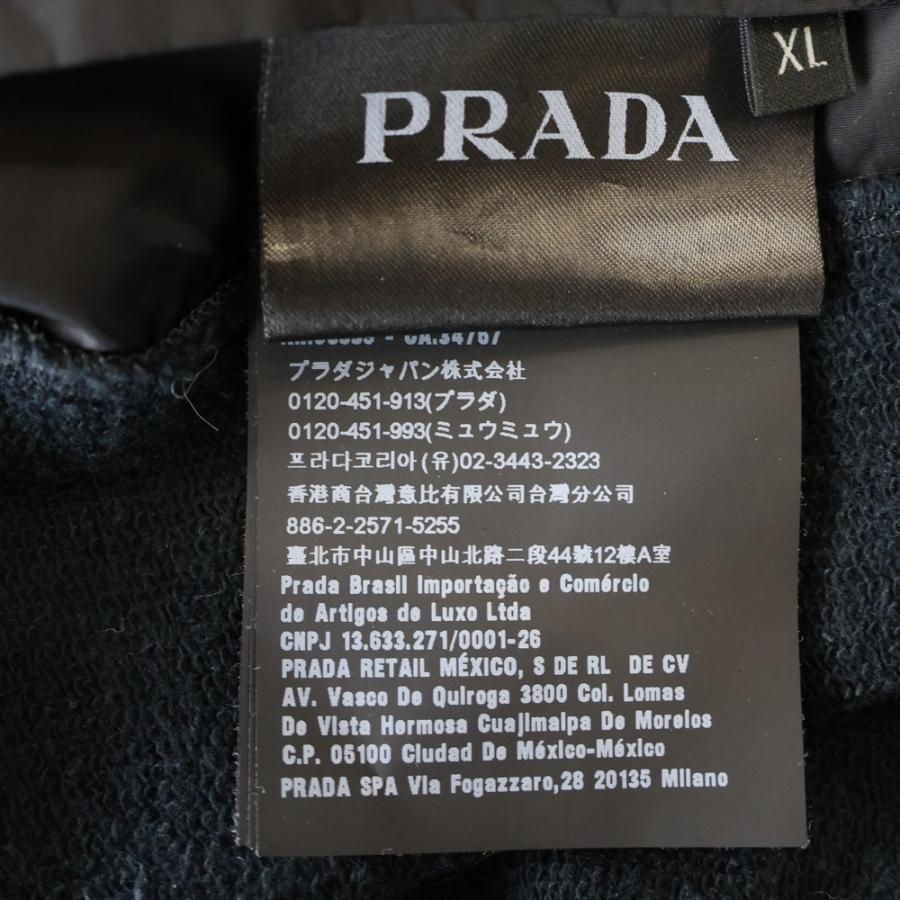 XL
PRADA
CA.34767
プラダジャパン株式会社
0120-451-913(プラダ)
0120-451-993(ミュウミュウ)
프라다코리아(유)02-3443-2323
香港商台灣意比有限公司台灣分公司
886-2-2571-5255
臺北市中山區中山北路二段44號12樓A室
Prada Brasil Importação e Comércio
de Artigos de Luxo Ltda
CNPJ 13.633.271/0001-26
PRADA RETAIL MÉXICO, S DE RL DE CV
AV. Vasco De Quiroga 3800 Col. Lomas
De Vista Hermosa Cuajimalpa De Morelos
C.P. 05100 Ciudad De México-México
PRADA SPA Via Fogazzaro,28 20135 Milano